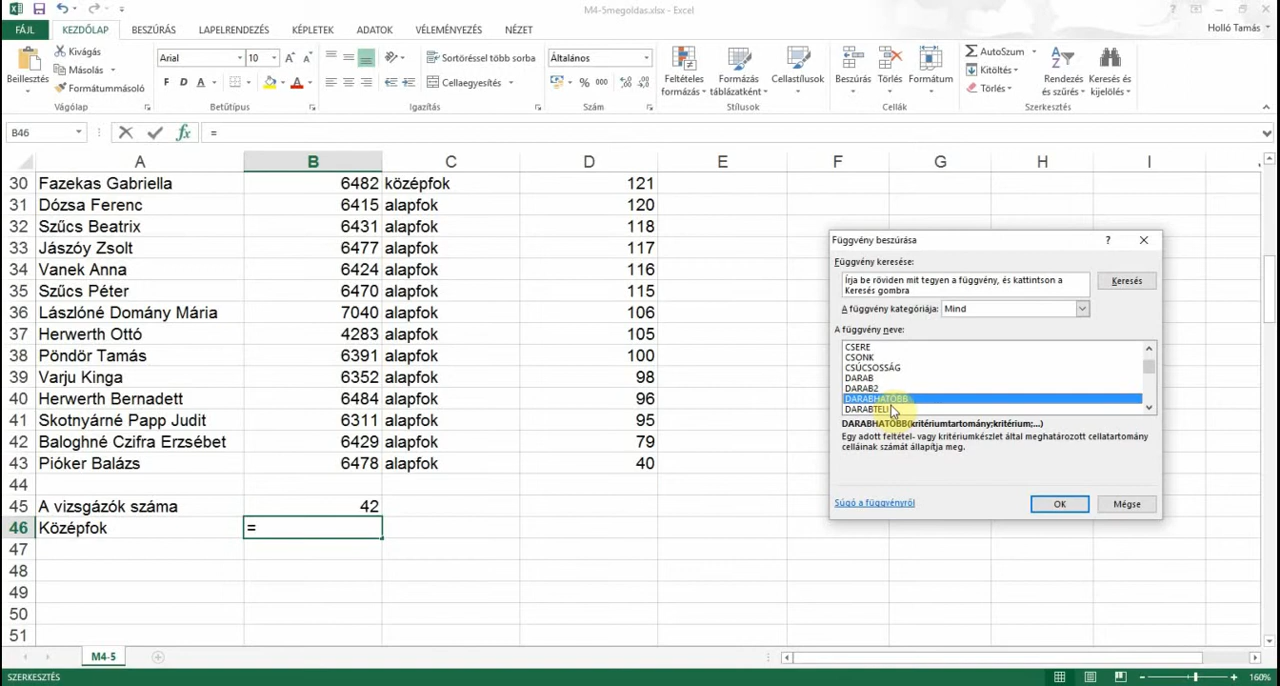 M4-5megoldas.xlsx - Excel
FÁJL KEZDŐLAP BESZÚRÁS LAPELRENDEZÉS KÉPLETEK ADATOK VÉLEMÉNYEZÉS NÉZET Holló Tamás
Beillesztés
Kivágás
Másolás
Formátummásoló
Vágólap
Arial 10
F D A
Betűtípus
Sortöréssel több sorba
Cellaegyesítés
Igazítás
Általános
% 000
Szám
Feltételes formázás
Formázás táblázatként
Cellastílusok
Stílusok
Beszúrás Törlés Formátum
Cellák
AutoSzum
Kitöltés
Törlés
Rendezés és szűrés
Keresés és kijelölés
Szerkesztés
B46 fx =
A B C D E F G H I
30 Fazekas Gabriella 6482 középfok 121
31 Dózsa Ferenc 6415 alapfok 120
32 Szűcs Beatrix 6431 alapfok 118
33 Jászóy Zsolt 6477 alapfok 117
34 Vanek Anna 6424 alapfok 116
35 Szűcs Péter 6470 alapfok 115
36 Lászlóné Domány Mária 7040 alapfok 106
37 Herwerth Ottó 4283 alapfok 105
38 Pöndör Tamás 6391 alapfok 100
39 Varju Kinga 6352 alapfok 98
40 Herwerth Bernadett 6484 alapfok 96
41 Skotnyárné Papp Judit 6311 alapfok 95
42 Baloghné Czifra Erzsébet 6429 alapfok 79
43 Pióker Balázs 6478 alapfok 40
44
45 A vizsgázók száma 42
46 Középfok =
47
48
49
50
51
Függvény beszúrása
Függvény keresése:
Írja be röviden mit tegyen a függvény, és kattintson a
Keresés gombra
Keresés
A függvény kategóriája: Mind
A függvény neve:
CSERE
CSONK
CSÚCSOSSÁG
DARAB
DARAB2
DARABHATÖBB
DARABTELI
DARABHATÖBB(kritériumtartomány;kritérium;...)
Egy adott feltétel- vagy kritériumkészlet által meghatározott cellatartomány
celláinak számát állapítja meg.
Súgó a függvényről
OK Mégse
M4-5
SZERKESZTÉS 160%